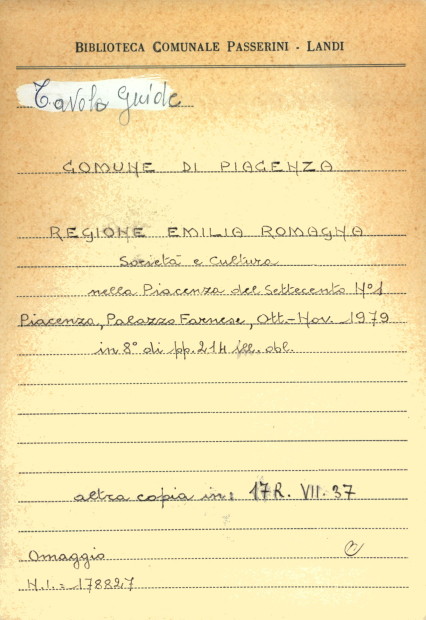 BIBLIOTECA COMUNALE PASSERINI - LANDI
Tavolo Guide
COMUNE DI PIACENZA
REGIONE EMILIA ROMAGNA
Società e Cultura
nella Piacenza del Settecento N°1
Piacenza, Palazzo Farnese, Ott.-Nov. 1979
in 8° di pp. 214 ill. obl.
altra copia in: 17R. VII. 37
Omaggio
N.I.= 178827